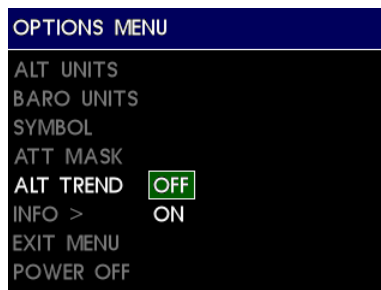 OPTIONS MENU
ALT UNITS
BARO UNITS
SYMBOL
ATT MASK
ALT TREND OFF
INFO > ON
EXIT MENU
POWER OFF